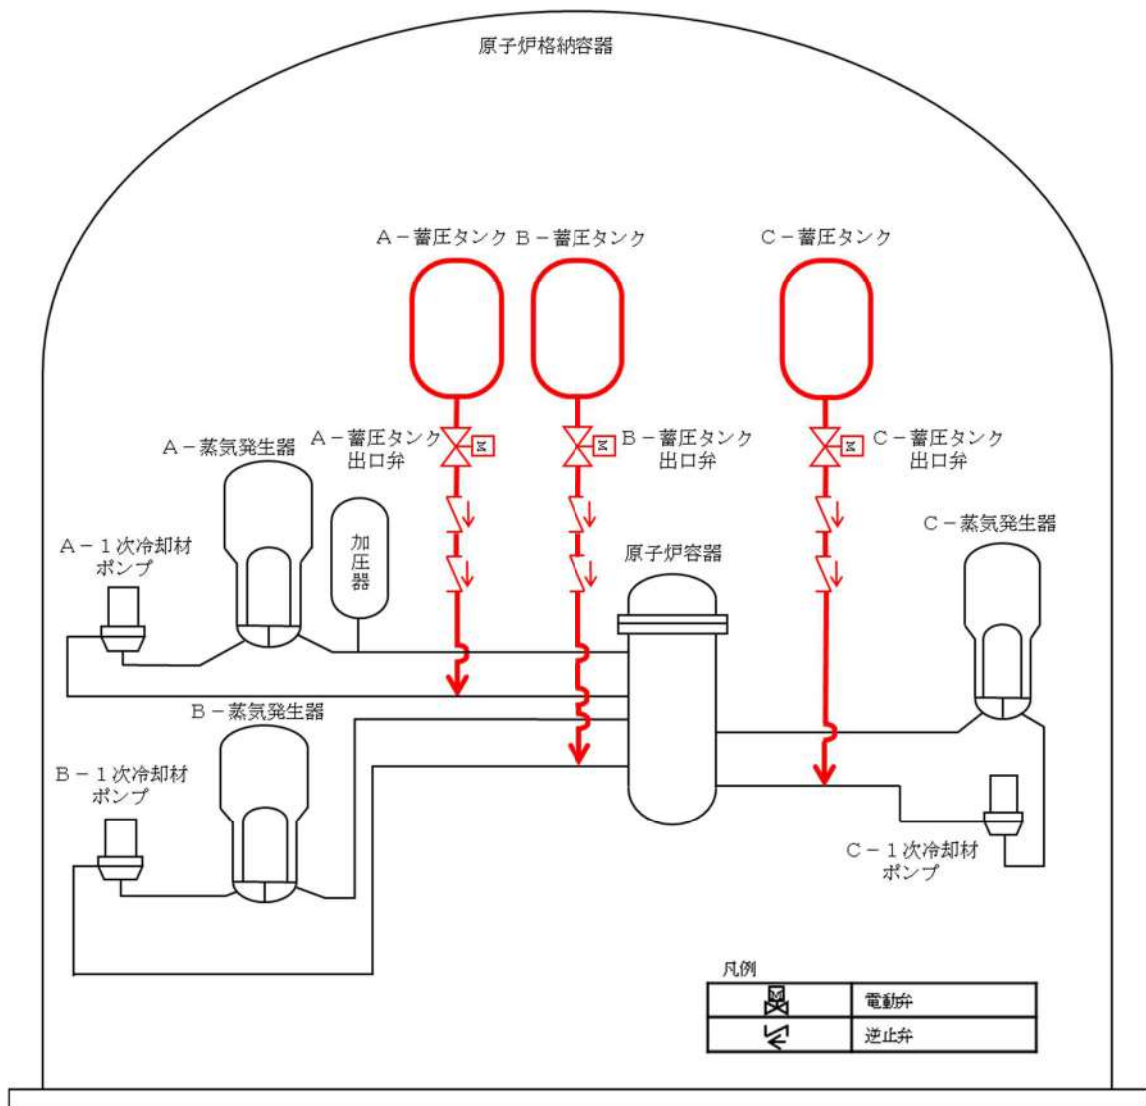 原子炉格納容器
A－蓄圧タンク
B－蓄圧タンク
C－蓄圧タンク
A－蓄圧タンク
出口弁
M
B－蓄圧タンク
出口弁
M
C－蓄圧タンク
出口弁
M
A－蒸気発生器
A－1次冷却材
ポンプ
加圧器
原子炉容器
C－蒸気発生器
B－蒸気発生器
B－1次冷却材
ポンプ
C－1次冷却材
ポンプ
凡例
M
電動弁
逆止弁